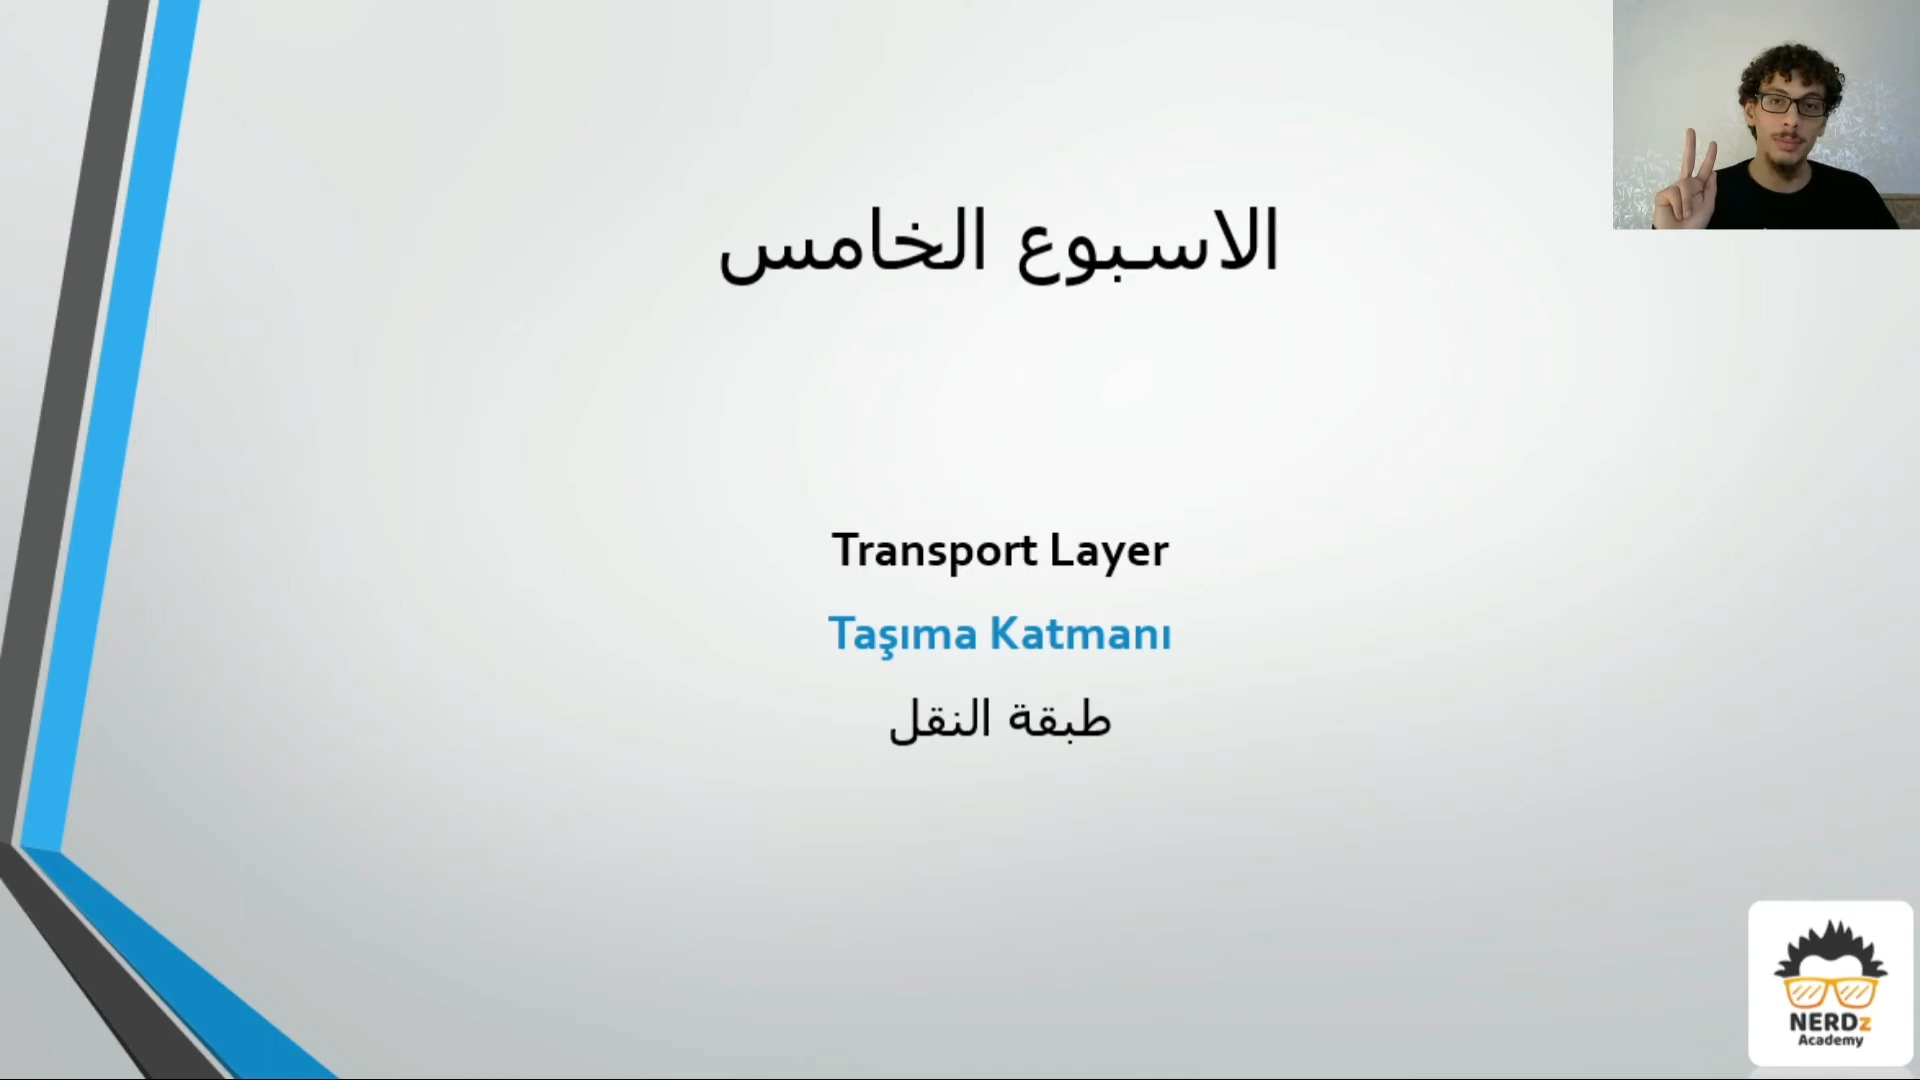 الاسبوع الخامس
Transport Layer
Taşıma Katmanı
طبقة النقل
NERDz
Academy